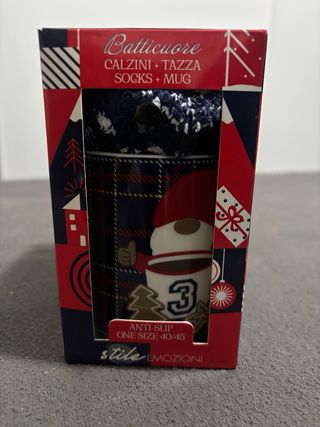 Batticuore
CALZINI + TAZZA
SOCKS + MUG
3
ANTI-SLIP
ONE SIZE 40/45
stile EMOZIONI